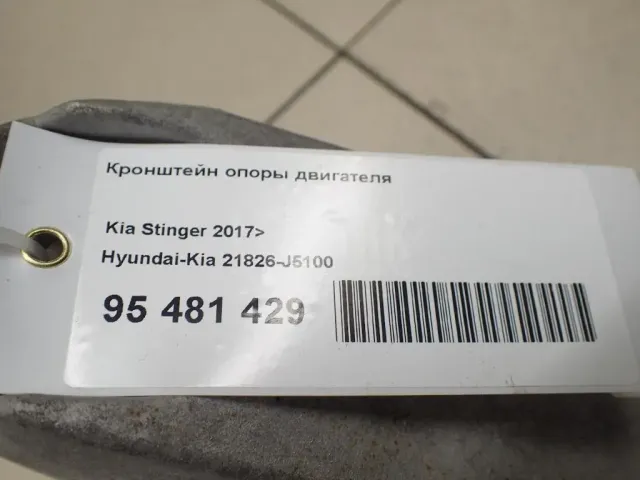 Кронштейн опоры двигателя
Kia Stinger 2017>
Hyundai-Kia 21826-J5100
95 481 429